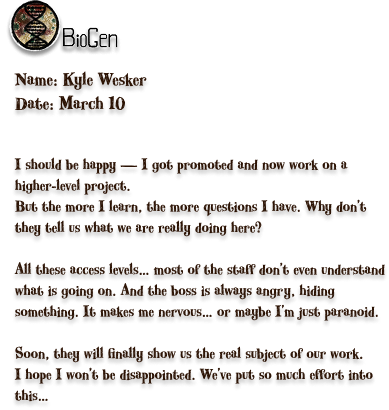 BioGen
Name: Kyle Wesker
Date: March 10
I should be happy — I got promoted and now work on a
higher-level project.
But the more I learn, the more questions I have. Why don't
they tell us what we are really doing here?
All these access levels... most of the staff don't even understand
what is going on. And the boss is always angry, hiding
something. It makes me nervous... or maybe I'm just paranoid.
Soon, they will finally show us the real subject of our work.
I hope I won't be disappointed. We've put so much effort into
this...